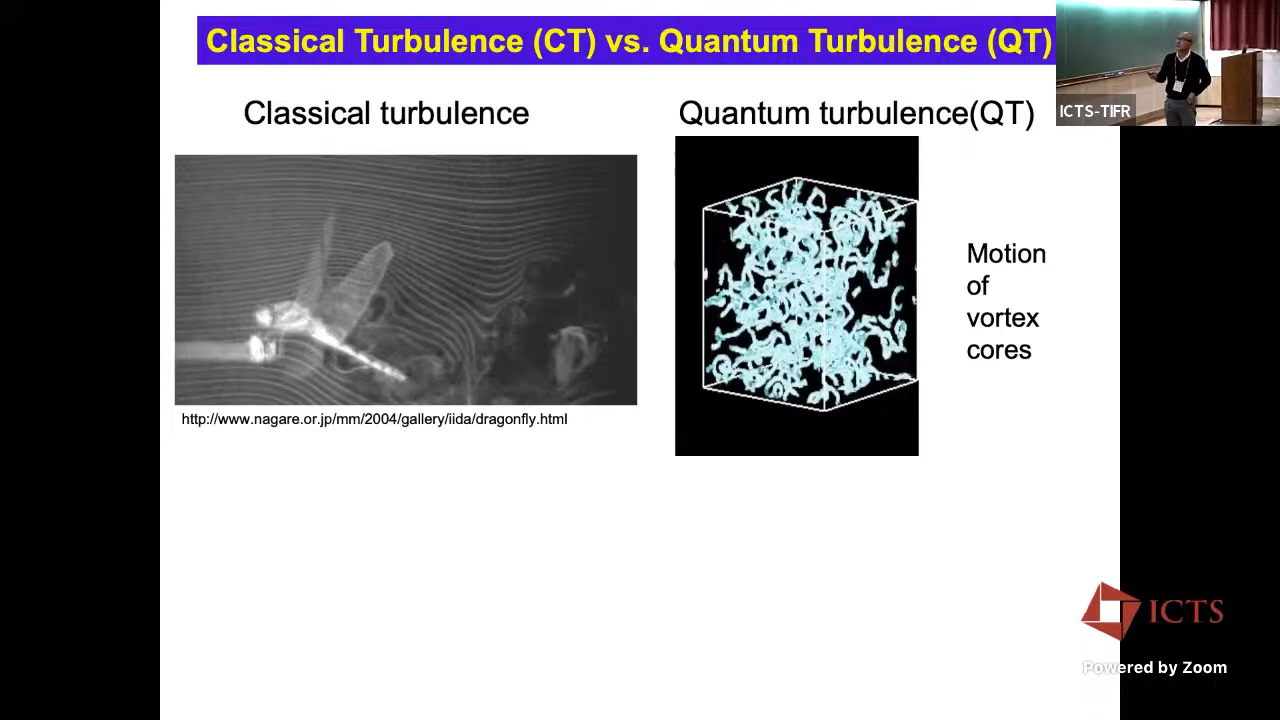 Classical Turbulence (CT) vs. Quantum Turbulence (QT)
ICTS-TIFR
Classical turbulence
Quantum turbulence(QT)
Motion
of
vortex
cores
http://www.nagare.or.jp/mm/2004/gallery/iida/dragonfly.html
ICTS
Powered by Zoom